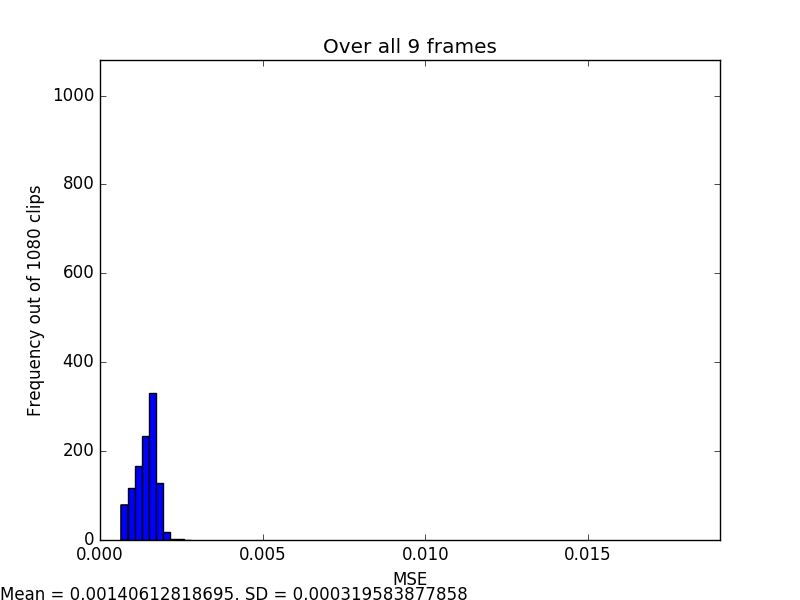 Over all 9 frames
1000
800
600
400
200
0
Frequency out of 1080 clips
0.000 0.005 0.010 0.015
MSE
Mean = 0.00140612818695. SD = 0.000319583877858